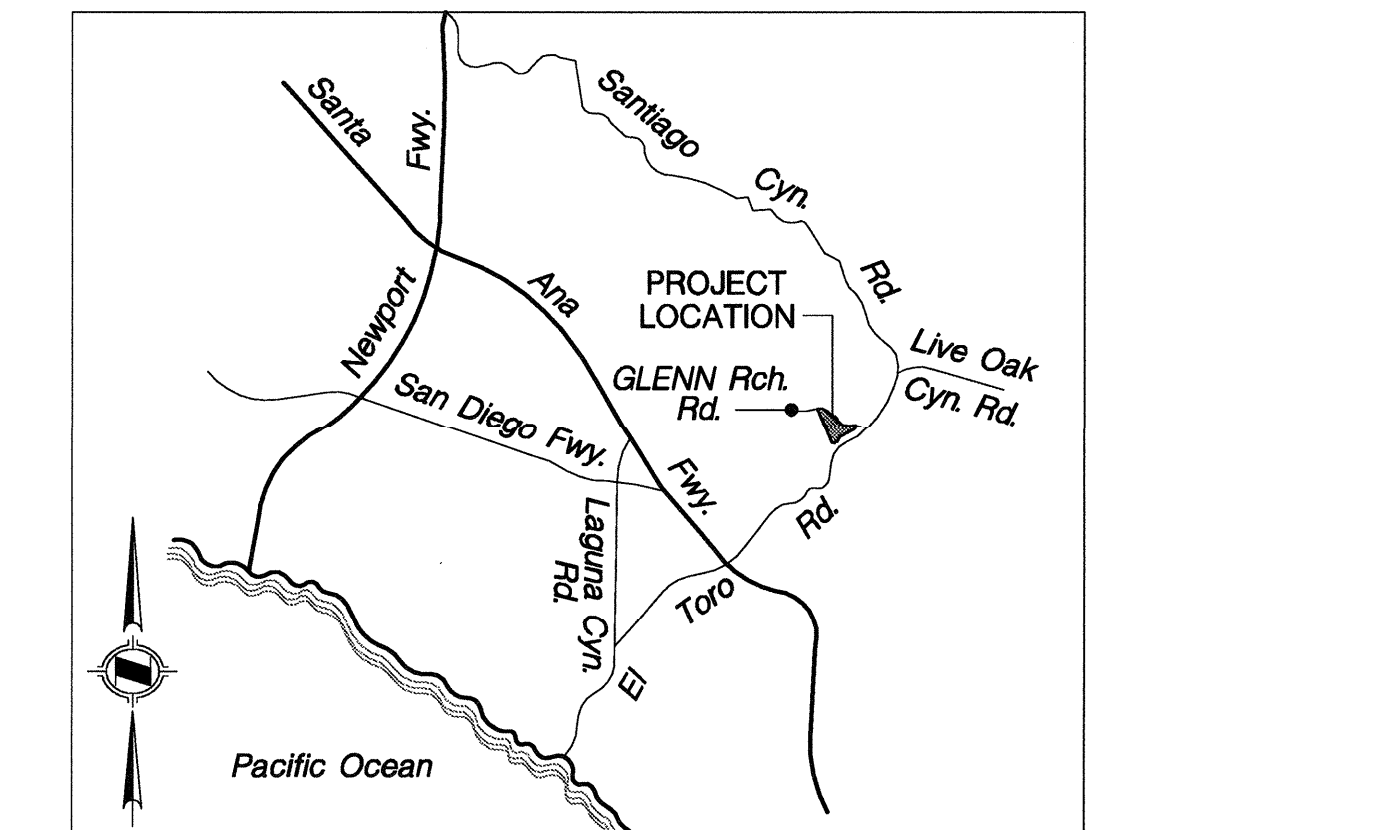 Santa
Fwy.
Santiago
Cyn.
Rd.
Newport
Ana
PROJECT
LOCATION
Live Oak
Cyn. Rd.
GLENN Rch.
Rd.
San Diego Fwy.
Fwy.
Rd.
Laguna Cyn.
Rd.
Toro
El
Pacific Ocean